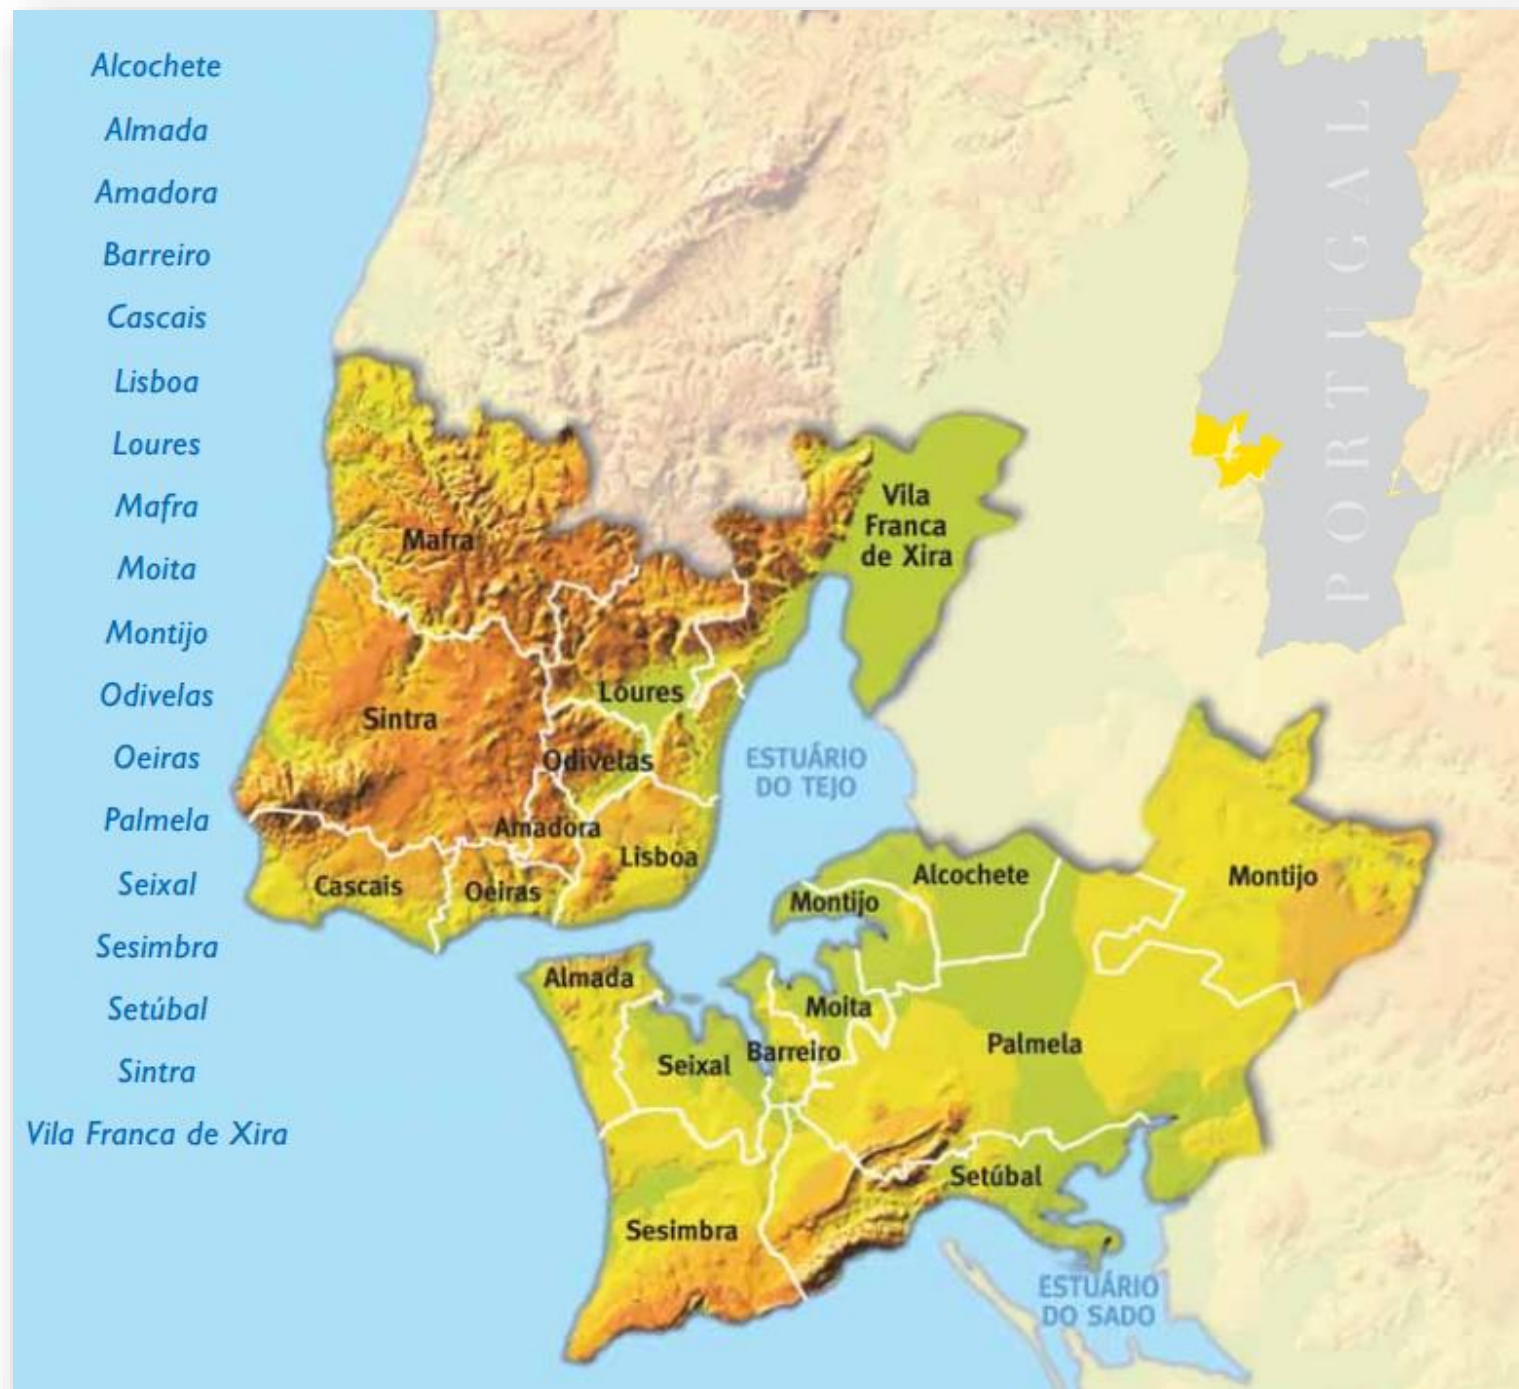 Alcochete
Almada
Amadora
Barreiro
Cascais
Lisboa
Loures
Mafra
Moita
Montijo
Odivelas
Oeiras
Palmela
Seixal
Sesimbra
Setúbal
Sintra
Vila Franca de Xira
PORTUGAL
Vila
Franca
de Xira
Mafra
Loures
Sintra
Odivelas
ESTUÁRIO
DO TEJO
Amadora
Lisboa
Cascais
Oeiras
Alcochete
Montijo
Montijo
Almada
Moita
Palmela
Barreiro
Seixal
Setúbal
Sesimbra
ESTUÁRIO
DO SADO